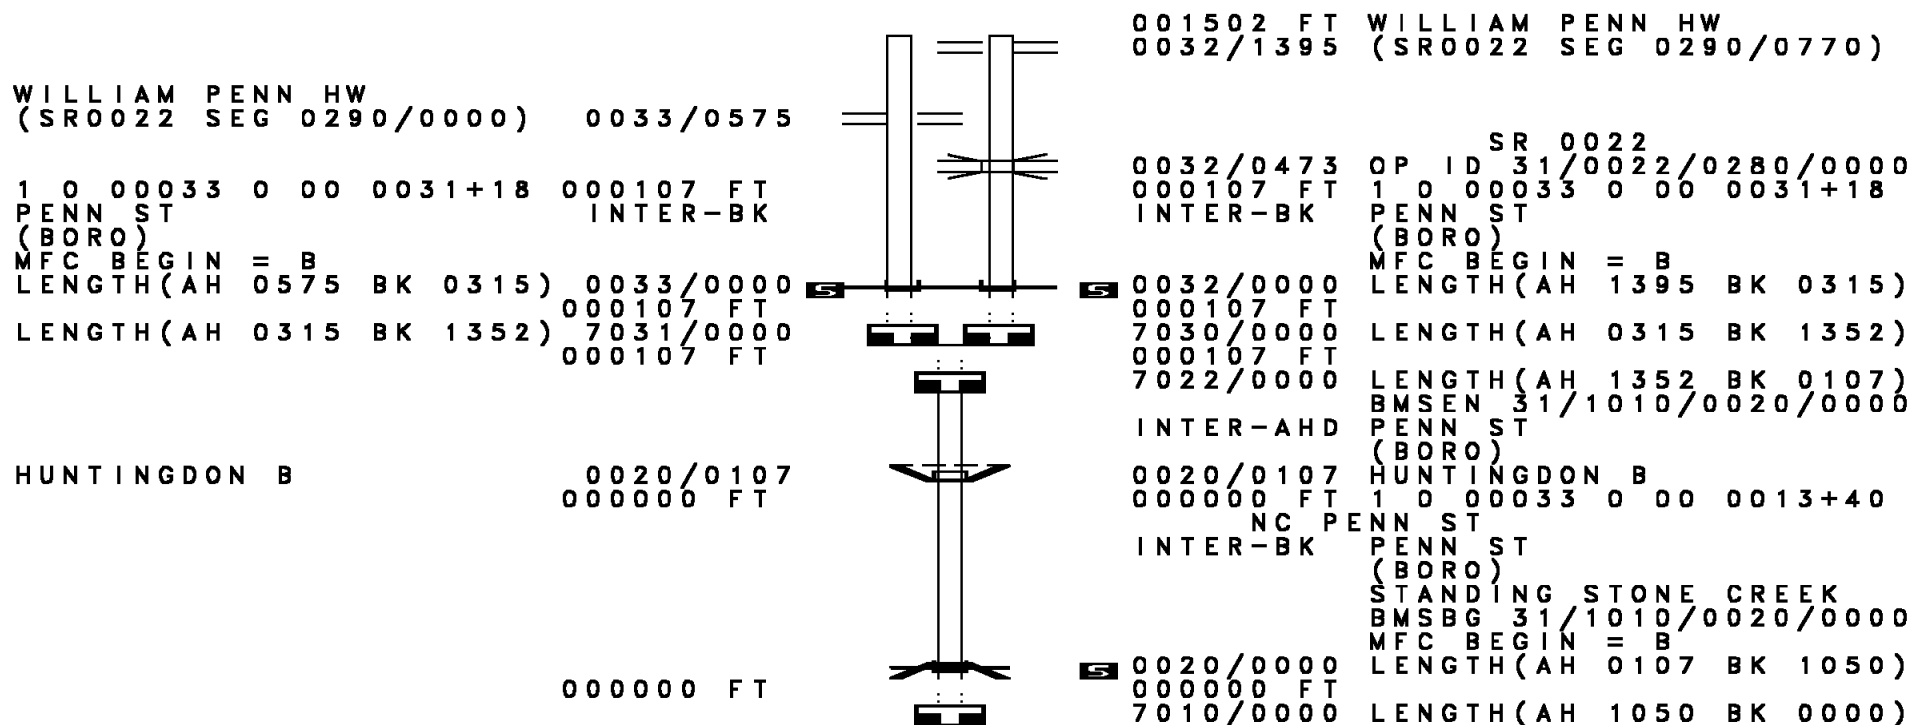 001502 FT WILLIAM PENN HW
0032/1395 (SR0022 SEG 0290/0770)
WILLIAM PENN HW
(SR0022 SEG 0290/0000) 0033/0575
SR 0022
0032/0473 OP ID 31/0022/0280/0000
1 0 00033 0 00 0031+18 000107 FT 000107 FT 1 0 00033 0 00 0031+18
PENN ST INTER-BK INTER-BK PENN ST
(BORO) (BORO)
MFC BEGIN = B MFC BEGIN = B
LENGTH(AH 0575 BK 0315) 0033/0000 S S 0032/0000 LENGTH(AH 1395 BK 0315)
000107 FT 000107 FT
LENGTH(AH 0315 BK 1352) 7031/0000 7030/0000 LENGTH(AH 0315 BK 1352)
000107 FT 000107 FT
7022/0000 LENGTH(AH 1352 BK 0107)
BMSEN 31/1010/0020/0000
INTER-AHD PENN ST
(BORO)
HUNTINGDON B 0020/0107 0020/0107 HUNTINGDON B
000000 FT 000000 FT 1 0 00033 0 00 0013+40
NC PENN ST
INTER-BK PENN ST
(BORO)
STANDING STONE CREEK
BMSBG 31/1010/0020/0000
MFC BEGIN = B
S 0020/0000 LENGTH(AH 0107 BK 1050)
000000 FT 000000 FT
7010/0000 LENGTH(AH 1050 BK 0000)